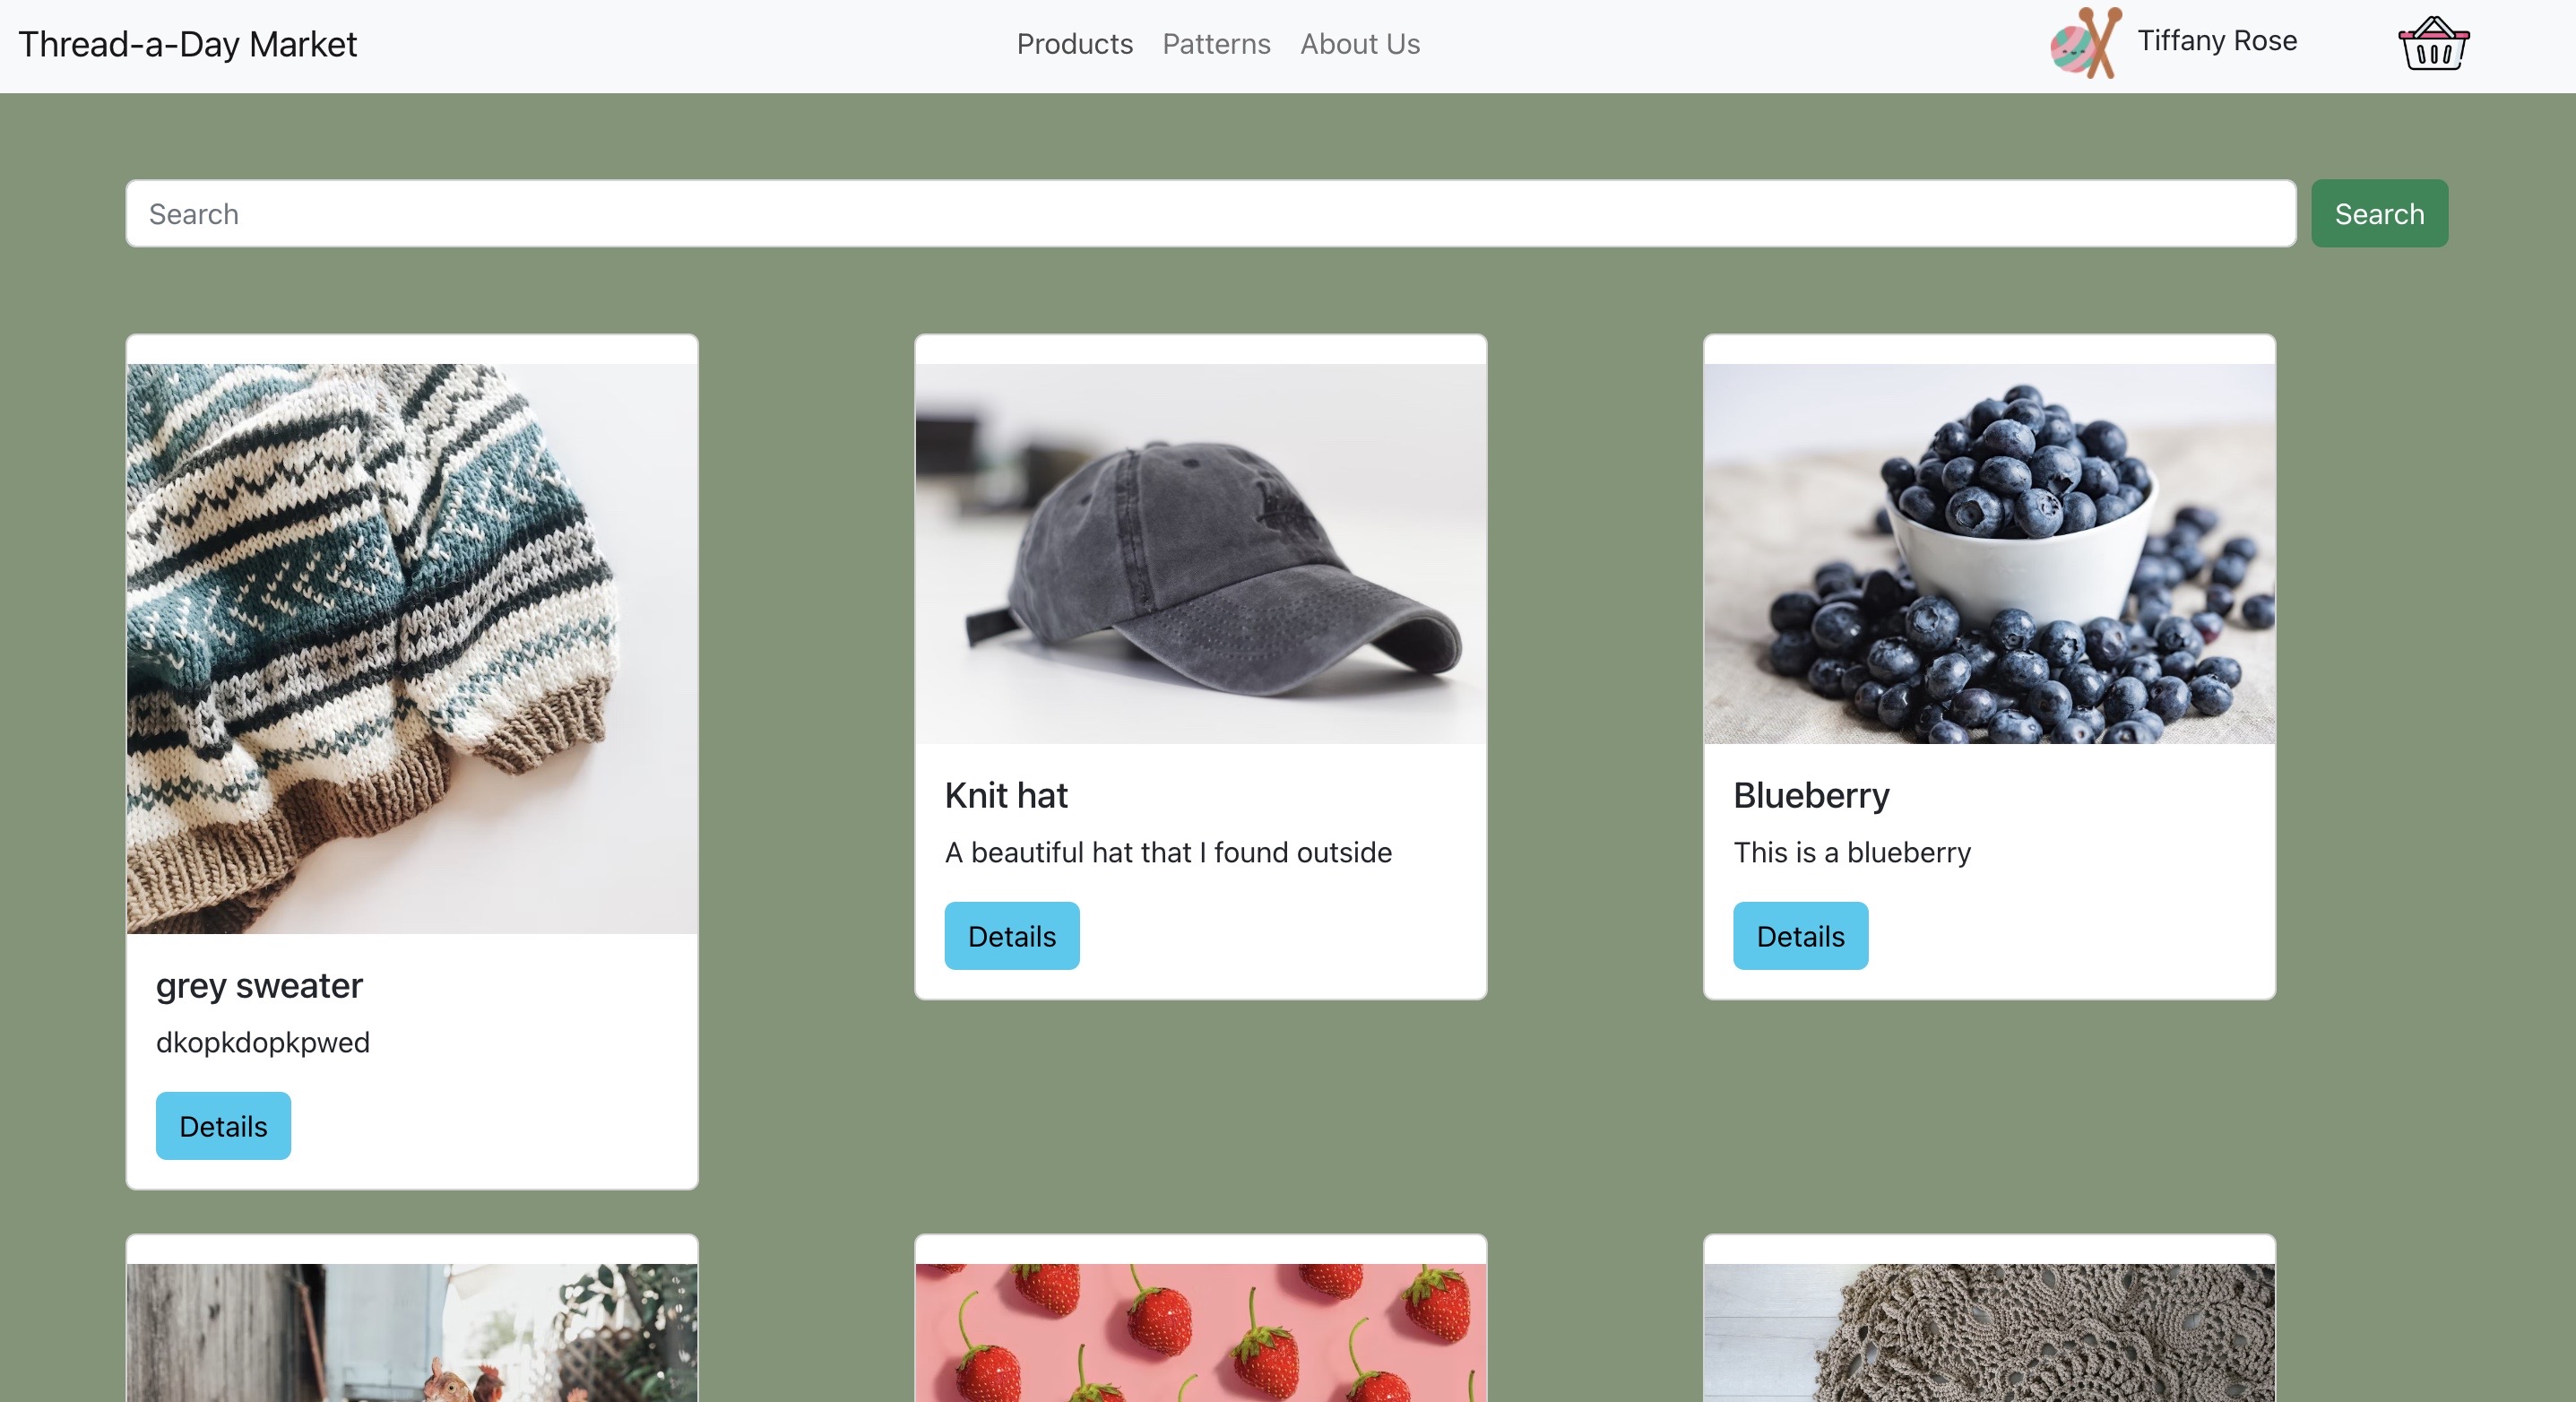 Thread-a-Day Market
Products Patterns About Us
Tiffany Rose
Search
Search
grey sweater
dkopkdopkpwed
Details
Knit hat
A beautiful hat that I found outside
Details
Blueberry
This is a blueberry
Details